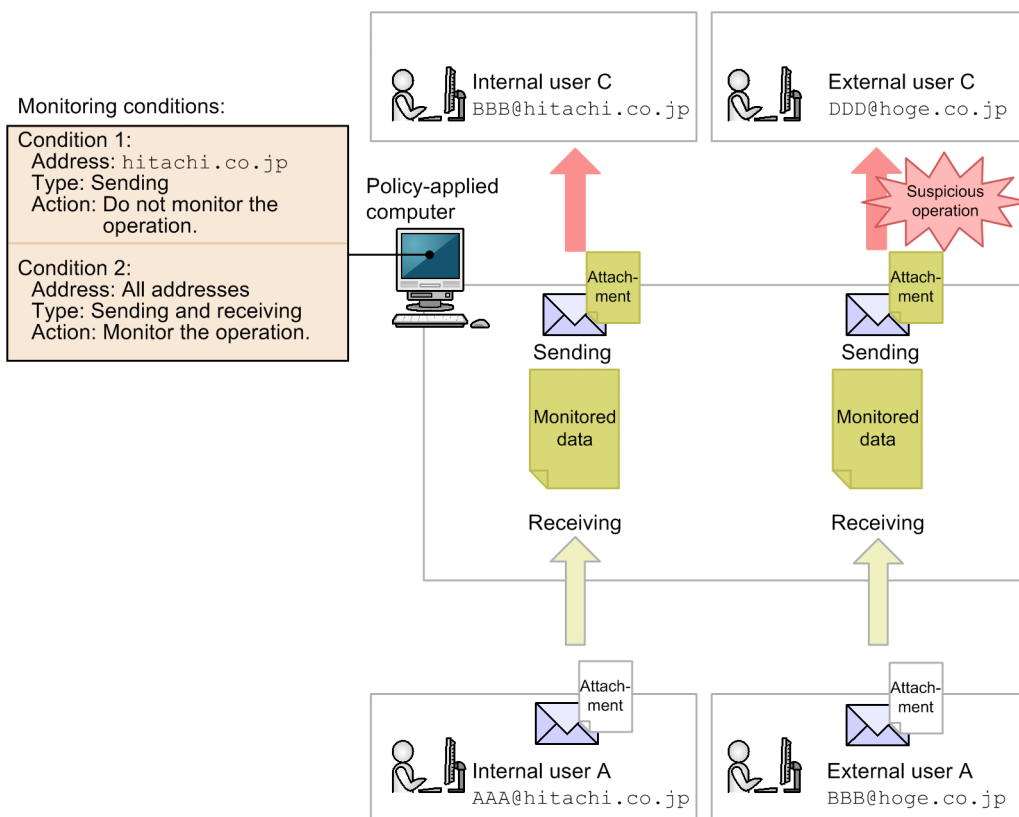 Internal user C
BBB@hitachi.co.jp
External user C
DDD@hoge.co.jp
Monitoring conditions:
Condition 1:
Address: hitachi.co.jp
Type: Sending
Action: Do not monitor the
operation.
Condition 2:
Address: All addresses
Type: Sending and receiving
Action: Monitor the operation.
Policy-applied
computer
Suspicious
operation
Attach-
ment
Sending
Attach-
ment
Sending
Monitored
data
Monitored
data
Receiving
Receiving
Attach-
ment
Attach-
ment
Internal user A
AAA@hitachi.co.jp
External user A
BBB@hoge.co.jp